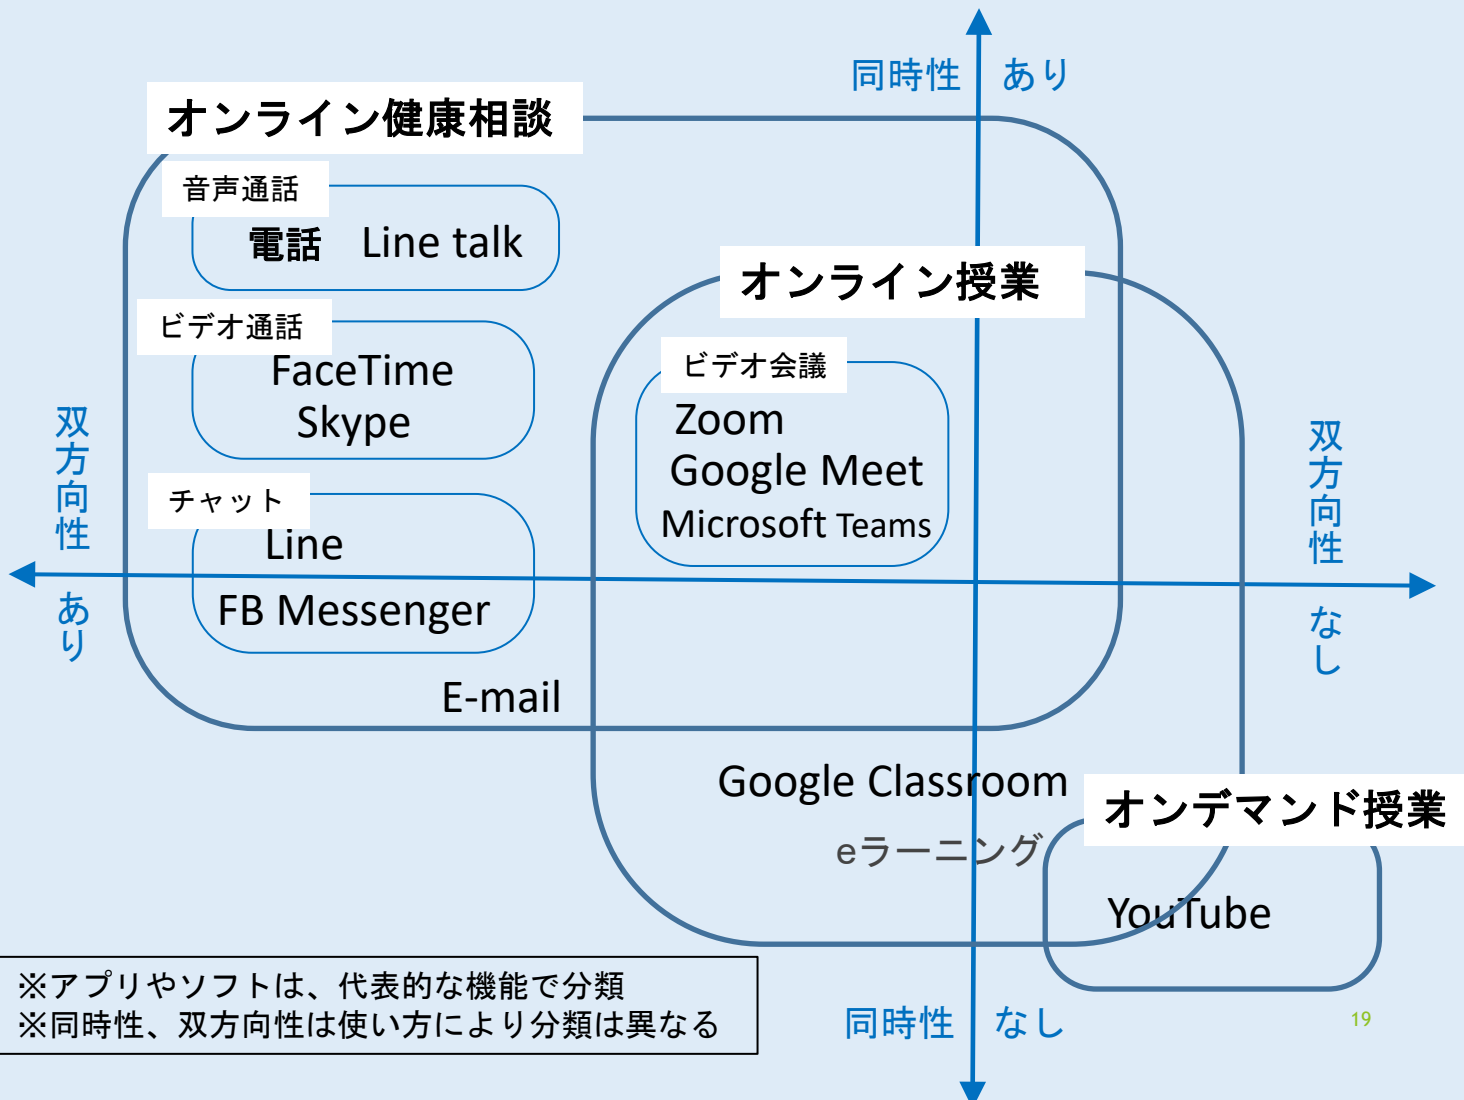 同時性 あり
オンライン健康相談
音声通話
電話 Line talk
オンライン授業
ビデオ通話
FaceTime
Skype
ビデオ会議
Zoom
Google Meet
Microsoft Teams
双方向性 あり
双方向性 なし
チャット
Line
FB Messenger
E-mail
Google Classroom
eラーニング
オンデマンド授業
YouTube
※アプリやソフトは、代表的な機能で分類
※同時性、双方向性は使い方により分類は異なる
同時性 なし
19